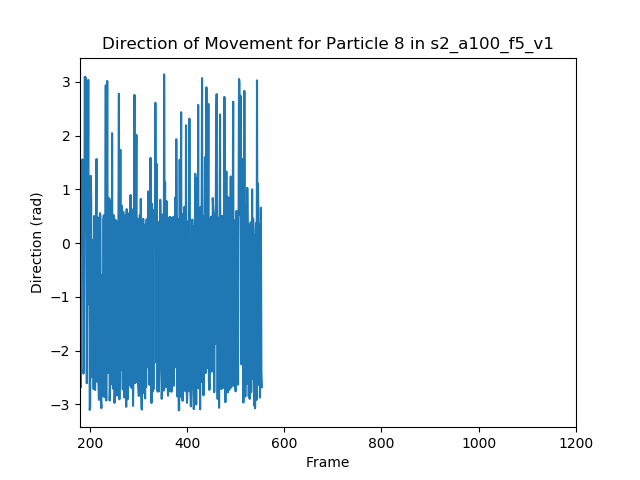 Direction of Movement for Particle 8 in s2_a100_f5_v1
Direction (rad)
3
2
1
0
−1
−2
−3
200 400 600 800 1000 1200
Frame